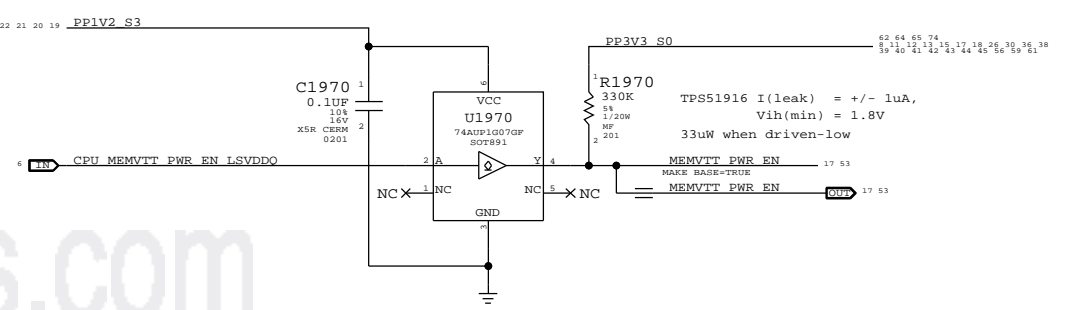 22 21 20 19 PP1V2_S3
PP3V3_S0
62 64 65 74
8 11 12 13 15 17 18 26 30 36 38
39 40 41 42 43 44 45 56 59 61
C1970
1
0.1UF
10%
16V
X5R CERM
0201
2
6
VCC
U1970
74AUP1G07GF
SOT891
1
R1970
330K
5%
1/20W
MF
201
2
TPS51916 I(leak) = +/- 1uA,
Vih(min) = 1.8V
33uW when driven-low
6 IN CPU_MEMVTT_PWR_EN_LSVDDQ
2 A
Y 4
MEMVTT_PWR_EN 17 53
MAKE_BASE=TRUE
NC 1 NC
NC 5 NC
MEMVTT_PWR_EN OUT 17 53
GND
3
s.com